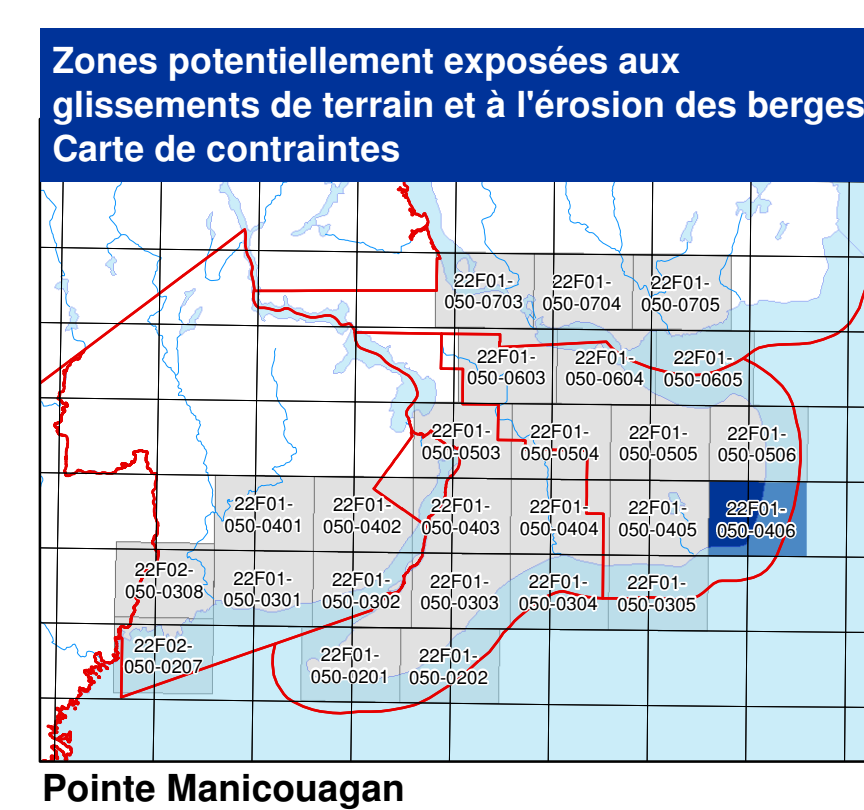 Zones potentiellement exposées aux
glissements de terrain et à l'érosion des berges
Carte de contraintes
22F01-
050-0703
22F01-
050-0704
22F01-
050-0705
22F01-
050-0603
22F01-
050-0604
22F01-
050-0605
22F01-
050-0503
22F01-
050-0504
22F01-
050-0505
22F01-
050-0506
22F01-
050-0401
22F01-
050-0402
22F01-
050-0403
22F01-
050-0404
22F01-
050-0405
22F01-
050-0406
22F02-
050-0308
22F01-
050-0301
22F01-
050-0302
22F01-
050-0303
22F01-
050-0304
22F01-
050-0305
22F02-
050-0207
22F01-
050-0201
22F01-
050-0202
Pointe Manicouagan